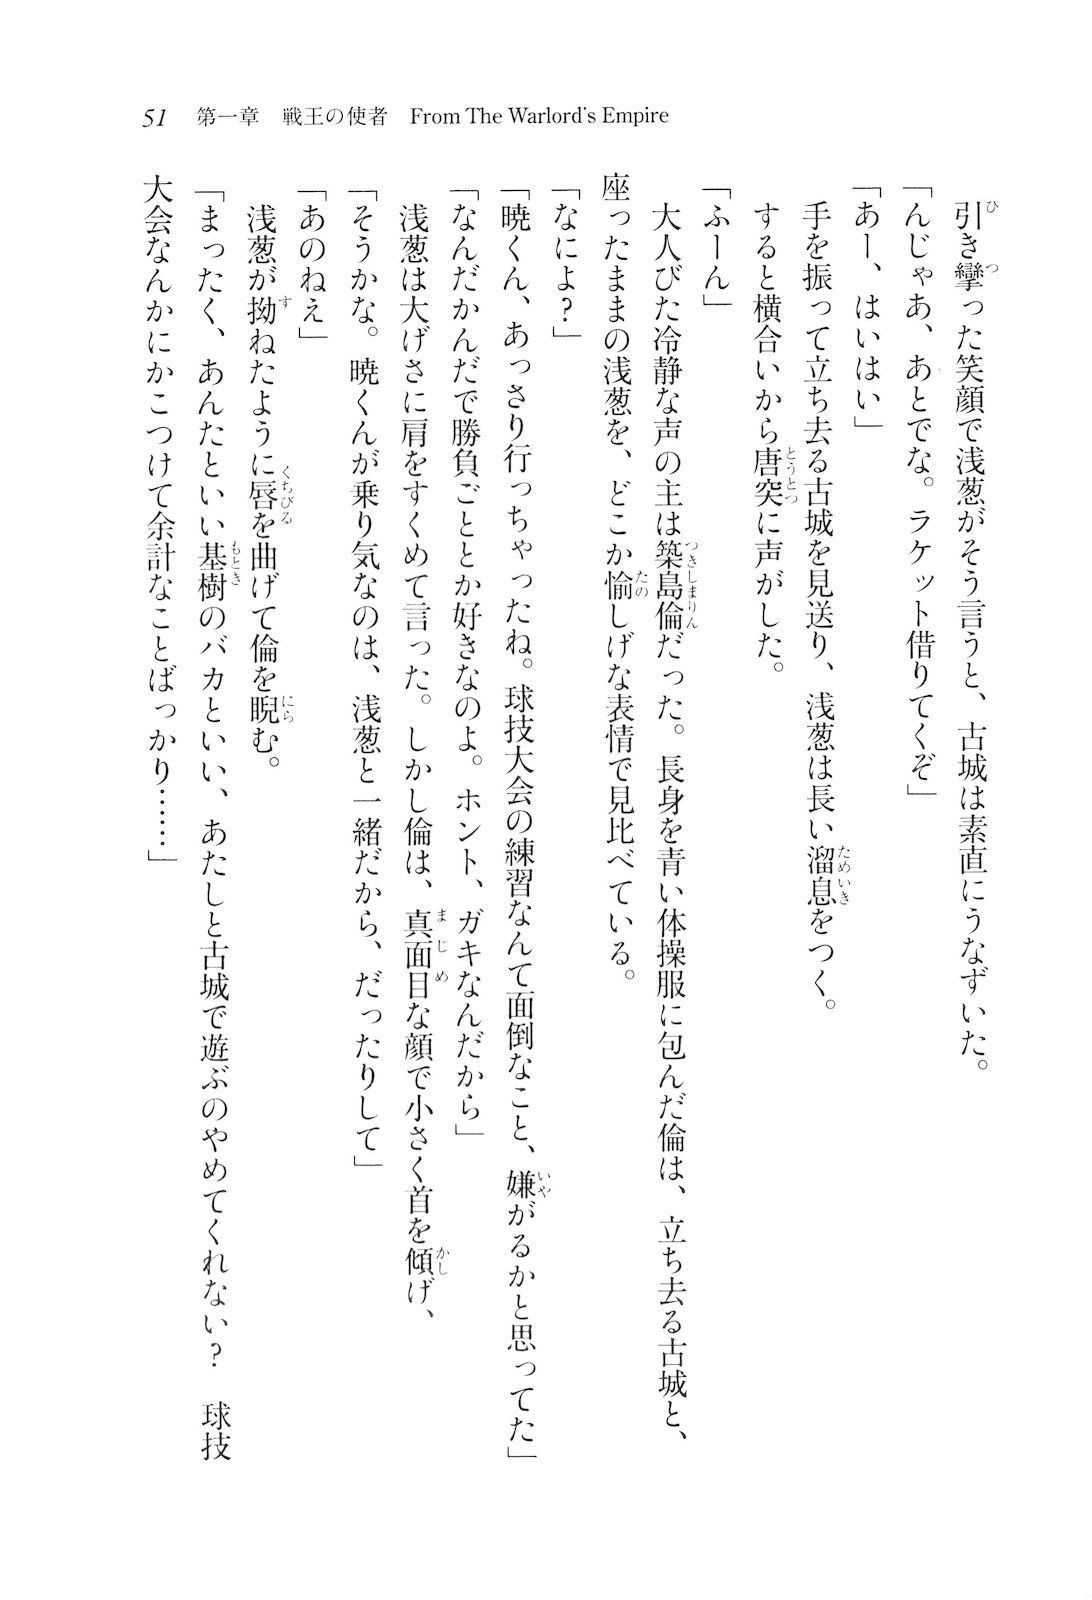 51 第一章　戦王の使者　From The Warlord's Empire
引き攣った笑顔で浅葱がそう言うと、古城は素直にうなずいた。
「んじゃあ、あとでな。ラケット借りてくぞ」
「あー、はいはい」
手を振って立ち去る古城を見送り、浅葱は長い溜息をつく。
すると横合いから唐突に声がした。
「ふーん」
大人びた冷静な声の主は築島倫だった。長身を青い体操服に包んだ倫は、立ち去る古城と、
座ったままの浅葱を、どこか愉しげな表情で見比べている。
「なによ？」
「暁くん、あっさり行っちゃったね。球技大会の練習なんて面倒なこと、嫌がるかと思ってた」
「なんだかんだで勝負ごととか好きなのよ。ホント、ガキなんだから」
浅葱は大げさに肩をすくめて言った。しかし倫は、真面目な顔で小さく首を傾げ、
「そうかな。暁くんが乗り気なのは、浅葱と一緒だから、だったりして」
「あのねえ」
浅葱が拗ねたように唇を曲げて倫を睨む。
「まったく、あんたといい基樹のバカといい、あたしと古城で遊ぶのやめてくれない？　球技
大会なんかにかこつけて余計なことばっかり……」